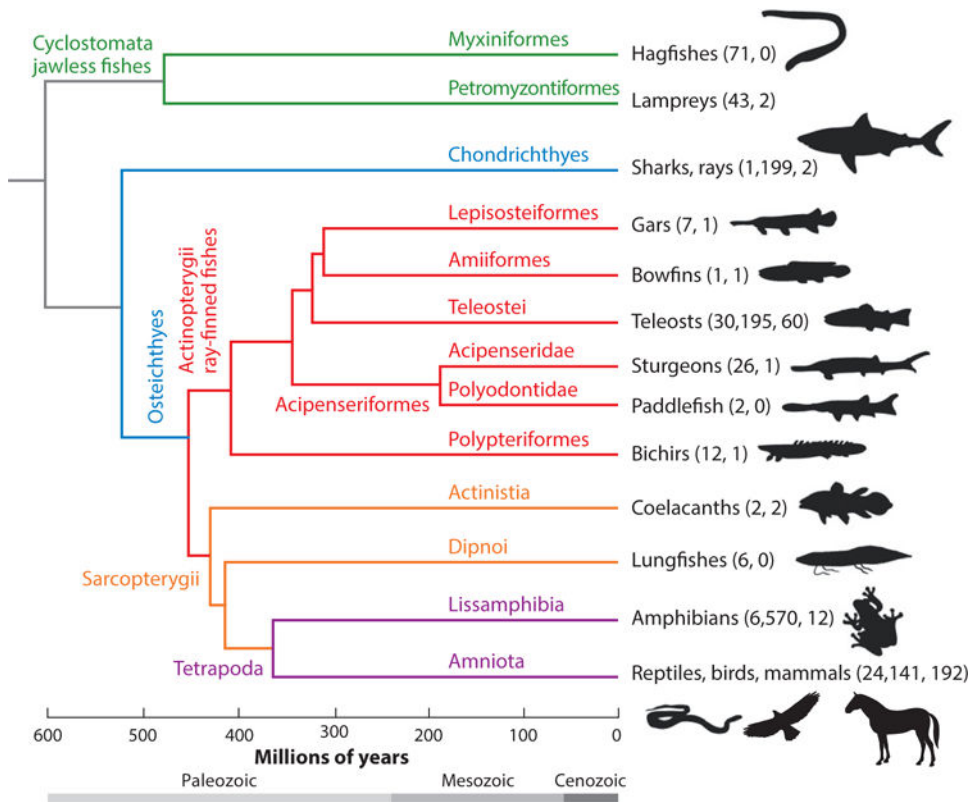 Cyclostomata
jawless fishes
Myxiniformes
Hagfishes (71, 0)
Petromyzontiformes
Lampreys (43, 2)
Chondrichthyes
Sharks, rays (1,199, 2)
Osteichthyes
Actinopterygii
ray-finned fishes
Lepisosteiformes
Gars (7, 1)
Amiiformes
Bowfins (1, 1)
Teleostei
Teleosts (30,195, 60)
Acipenseriformes
Acipenseridae
Sturgeons (26, 1)
Polyodontidae
Paddlefish (2, 0)
Polypteriformes
Bichirs (12, 1)
Sarcopterygii
Actinistia
Coelacanths (2, 2)
Dipnoi
Lungfishes (6, 0)
Tetrapoda
Lissamphibia
Amphibians (6,570, 12)
Amniota
Reptiles, birds, mammals (24,141, 192)
600 500 400 300 200 100 0
Millions of years
Paleozoic Mesozoic Cenozoic